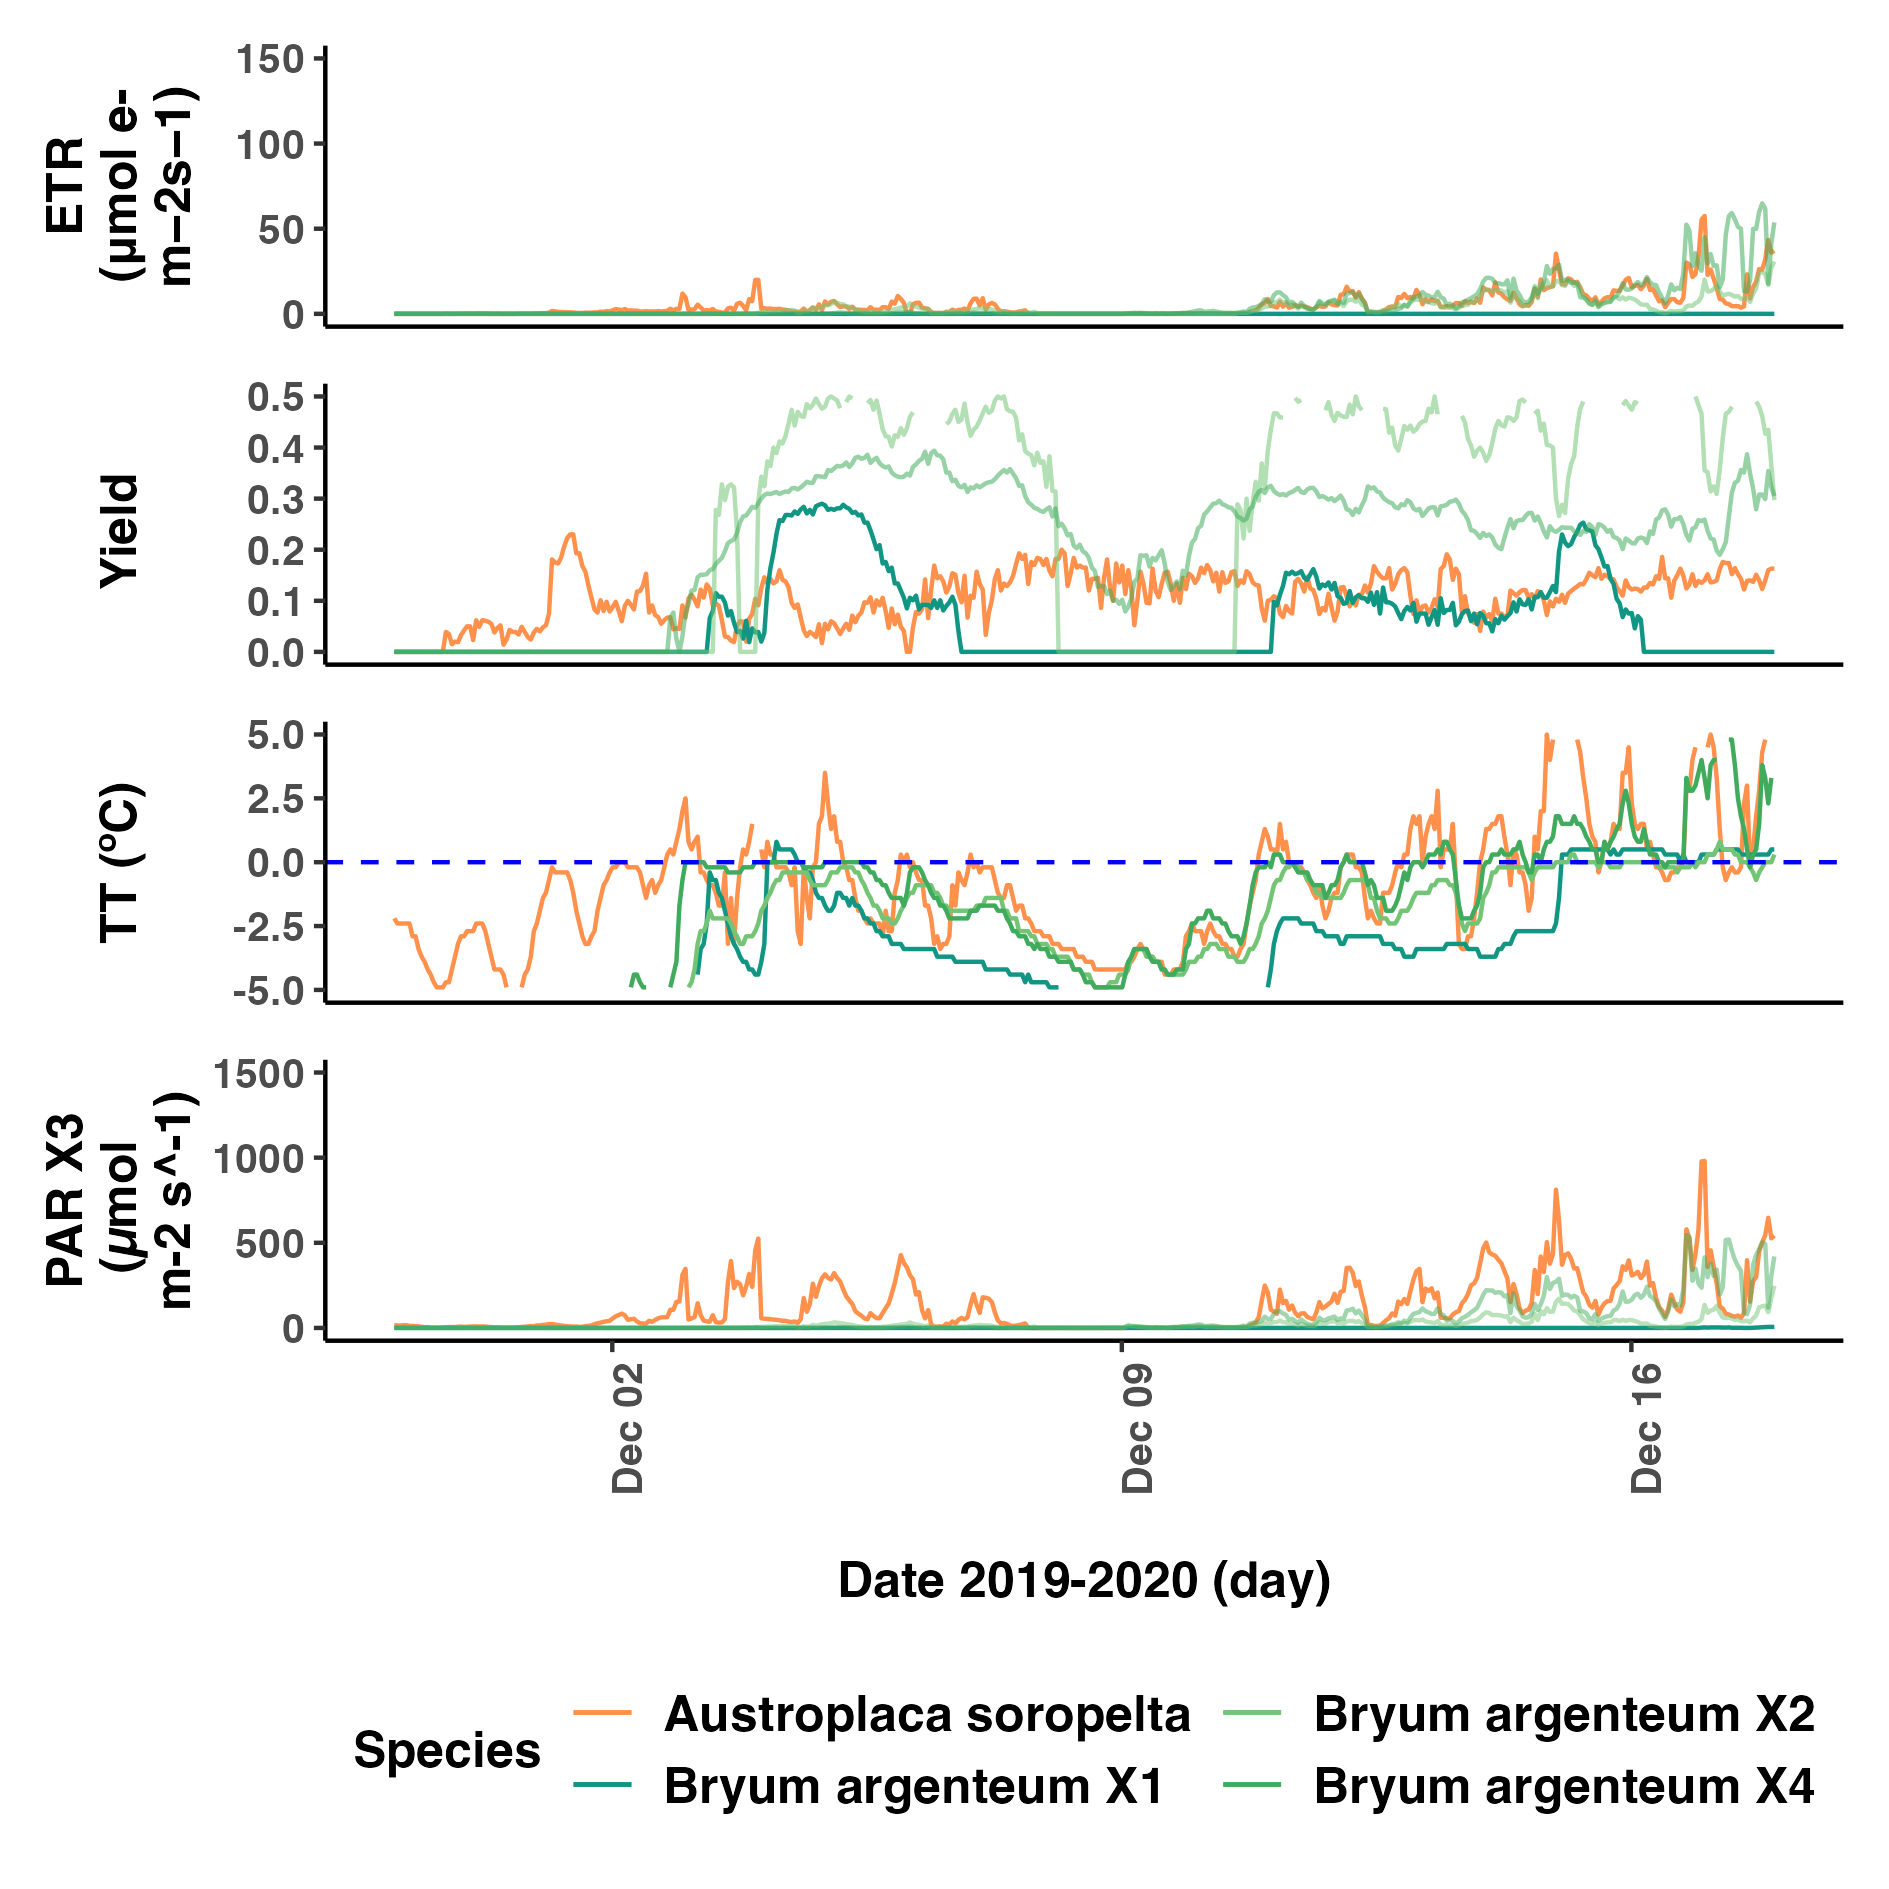 ETR
(µmol e-
m−2s−1)
150
100
50
0
Yield
0.5
0.4
0.3
0.2
0.1
0.0
TT (ºC)
5.0
2.5
0.0
-2.5
-5.0
PAR X3
(µmol
m-2 s^-1)
1500
1000
500
0
Dec 02
Dec 09
Dec 16
Date 2019-2020 (day)
Species
Austroplaca soropelta
Bryum argenteum X2
Bryum argenteum X1
Bryum argenteum X4